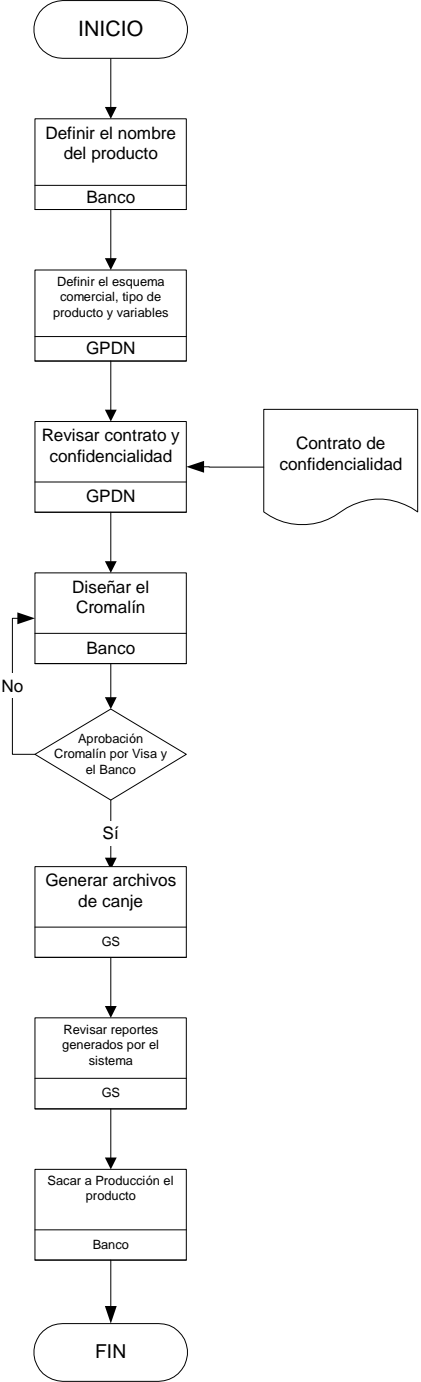 INICIO
Definir el nombre
del producto
Banco
Definir el esquema
comercial, tipo de
producto y variables
GPDN
Revisar contrato y
confidencialidad
GPDN
Contrato de
confidencialidad
Diseñar el
Cromalín
Banco
No
Aprobación
Cromalín por Visa y
el Banco
Sí
Generar archivos
de canje
GS
Revisar reportes
generados por el
sistema
GS
Sacar a Producción el
producto
Banco
FIN